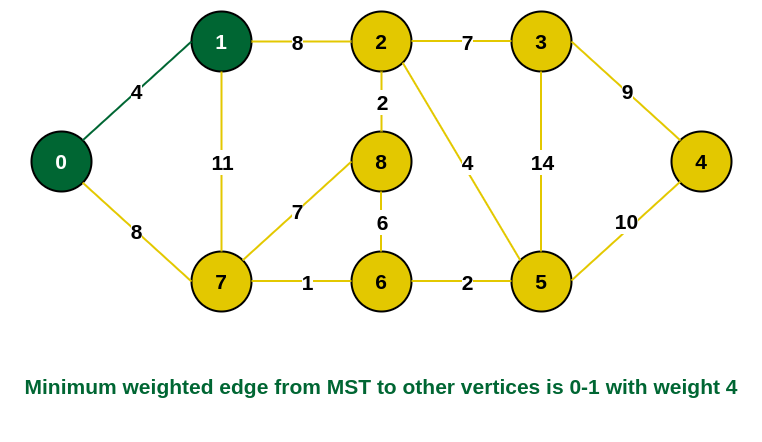 1 8 2 7 3
4 2 9
0 11 8 4 14 4
8 7 6 10
7 1 6 2 5
Minimum weighted edge from MST to other vertices is 0-1 with weight 4